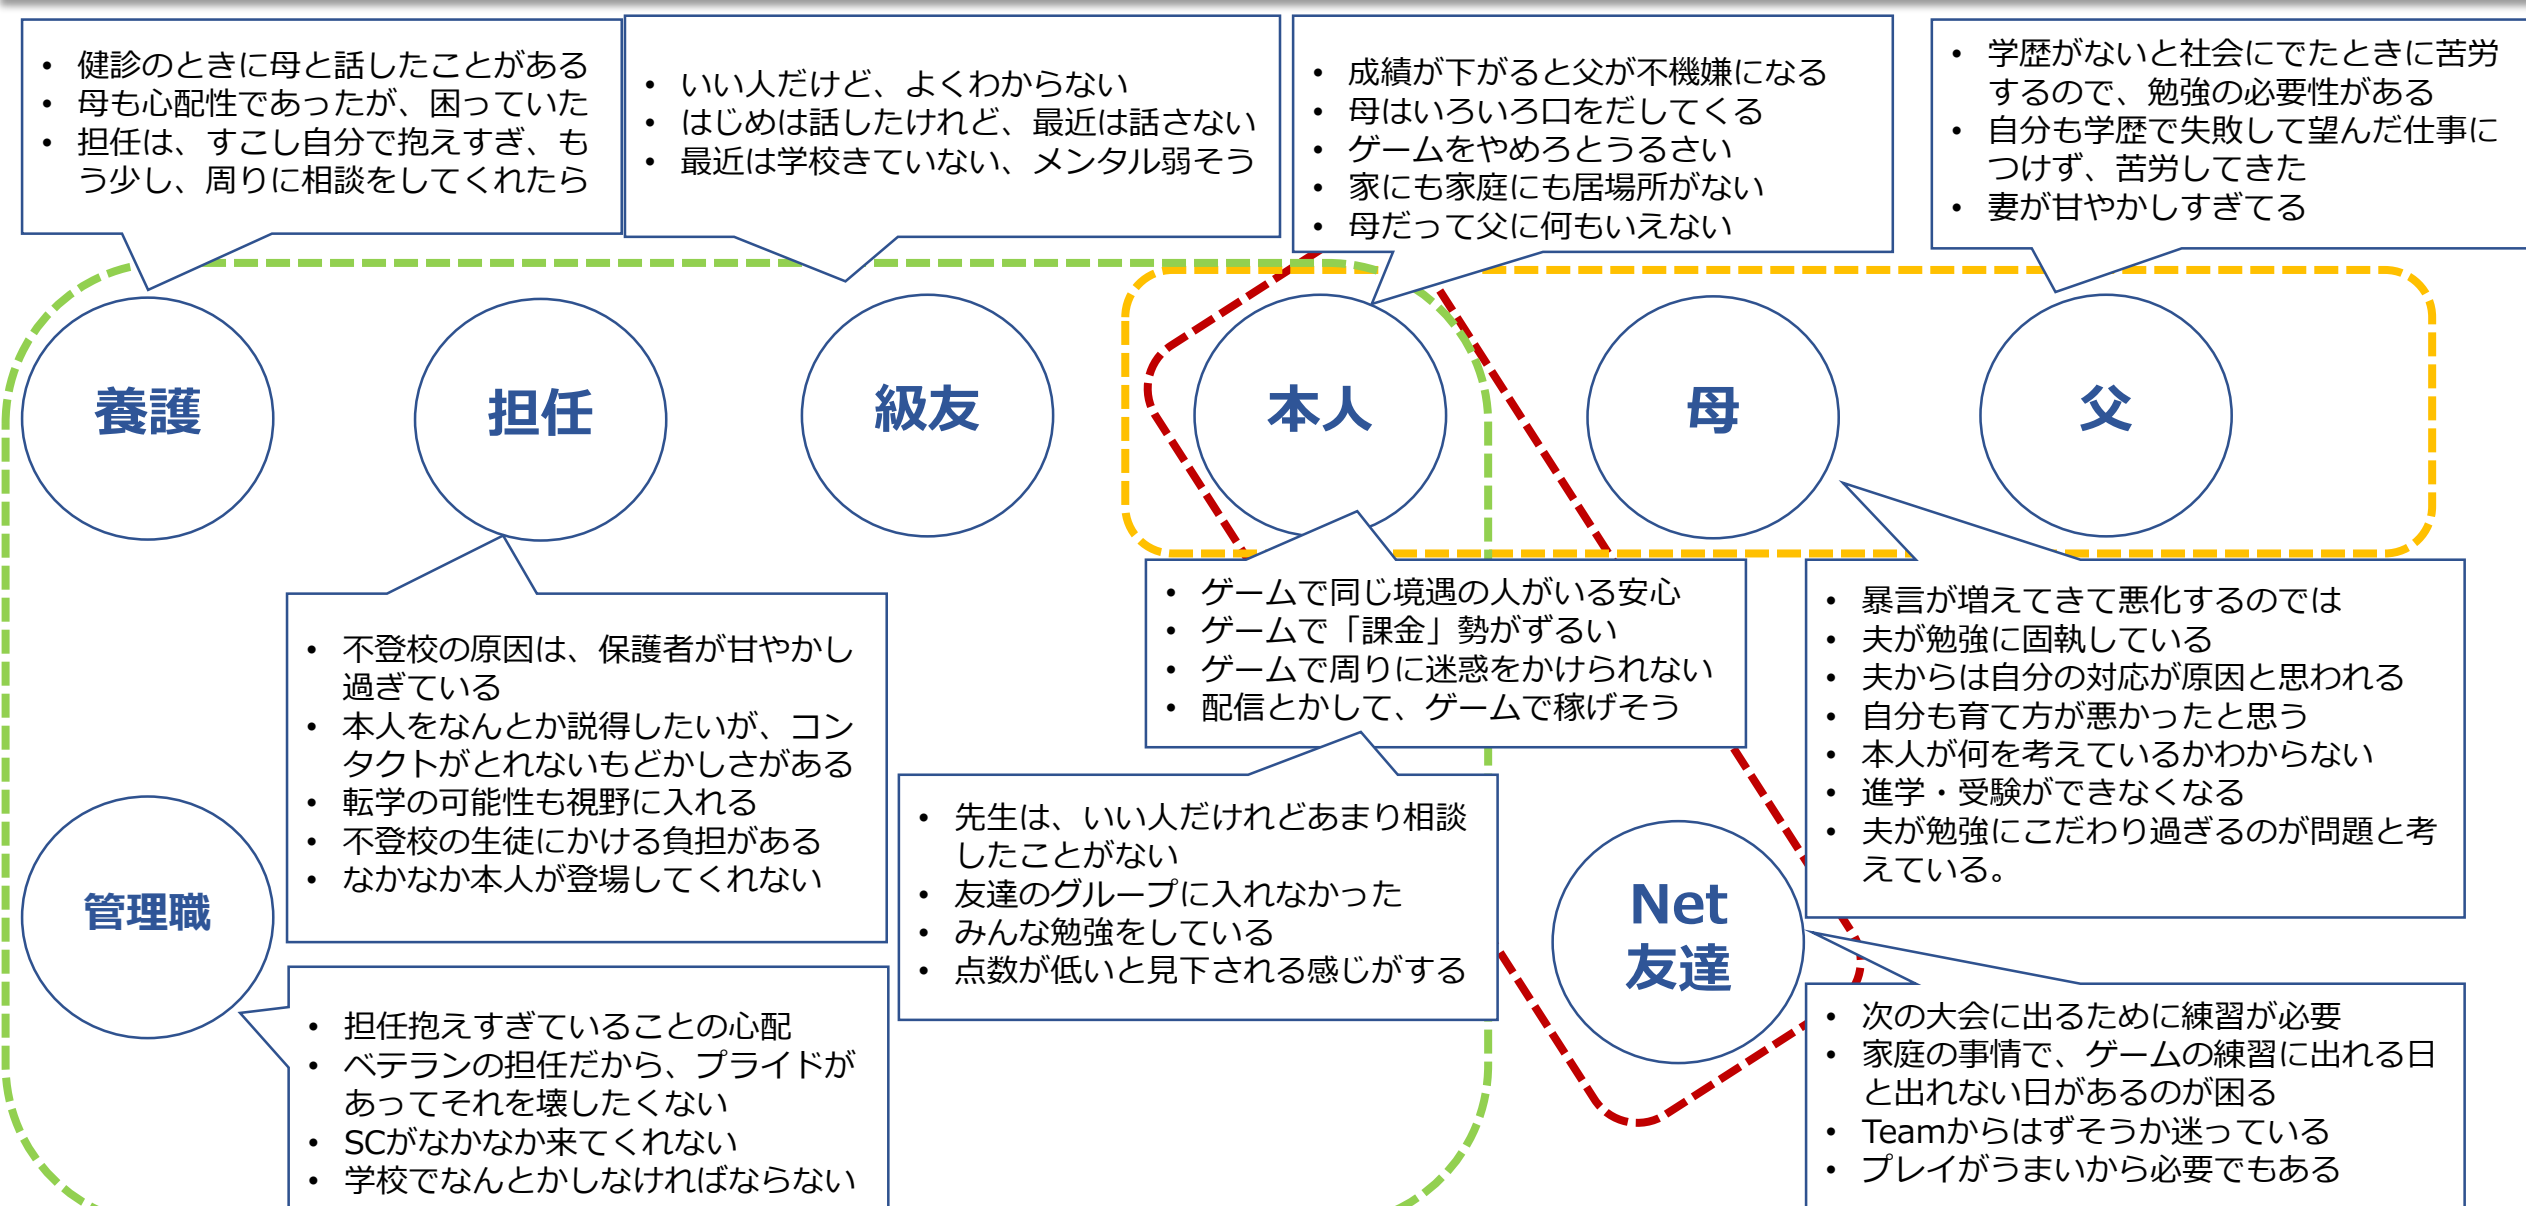 • 健診のときに母と話したことがある
• 母も心配性であったが、困っていた
• 担任は、すこし自分で抱えすぎ、も
う少し、周りに相談をしてくれたら
• いい人だけど、よくわからない
• はじめは話したけれど、最近は話さない
• 最近は学校きていない、メンタル弱そう
• 成績が下がると父が不機嫌になる
• 母はいろいろ口をだしてくる
• ゲームをやめろとうるさい
• 家にも家庭にも居場所がない
• 母だって父に何もいえない
• 学歴がないと社会にでたときに苦労
するので、勉強の必要性がある
• 自分も学歴で失敗して望んだ仕事に
つけず、苦労してきた
• 妻が甘やかしすぎてる
養護
担任
級友
本人
母
父
• 不登校の原因は、保護者が甘やかし
過ぎている
• 本人をなんとか説得したいが、コン
タクトがとれないもどかしさがある
• 転学の可能性も視野に入れる
• 不登校の生徒にかける負担がある
• なかなか本人が登場してくれない
• ゲームで同じ境遇の人がいる安心
• ゲームで「課金」勢がずるい
• ゲームで周りに迷惑をかけられない
• 配信とかして、ゲームで稼げそう
• 暴言が増えてきて悪化するのでは
• 夫が勉強に固執している
• 夫からは自分の対応が原因と思われる
• 自分も育て方が悪かったと思う
• 本人が何を考えているかわからない
• 進学・受験ができなくなる
• 夫が勉強にこだわり過ぎるのが問題と考
えている。
• 先生は、いい人だけれどあまり相談
したことがない
• 友達のグループに入れなかった
• みんな勉強をしている
• 点数が低いと見下される感じがする
管理職
Net
友達
• 担任抱えすぎていることの心配
• ベテランの担任だから、プライドが
あってそれを壊したくない
• SCがなかなか来てくれない
• 学校でなんとかしなければならない
• 次の大会に出るために練習が必要
• 家庭の事情で、ゲームの練習に出れる日
と出れない日があるのが困る
• Teamからはずそうか迷っている
• プレイがうまいから必要でもある